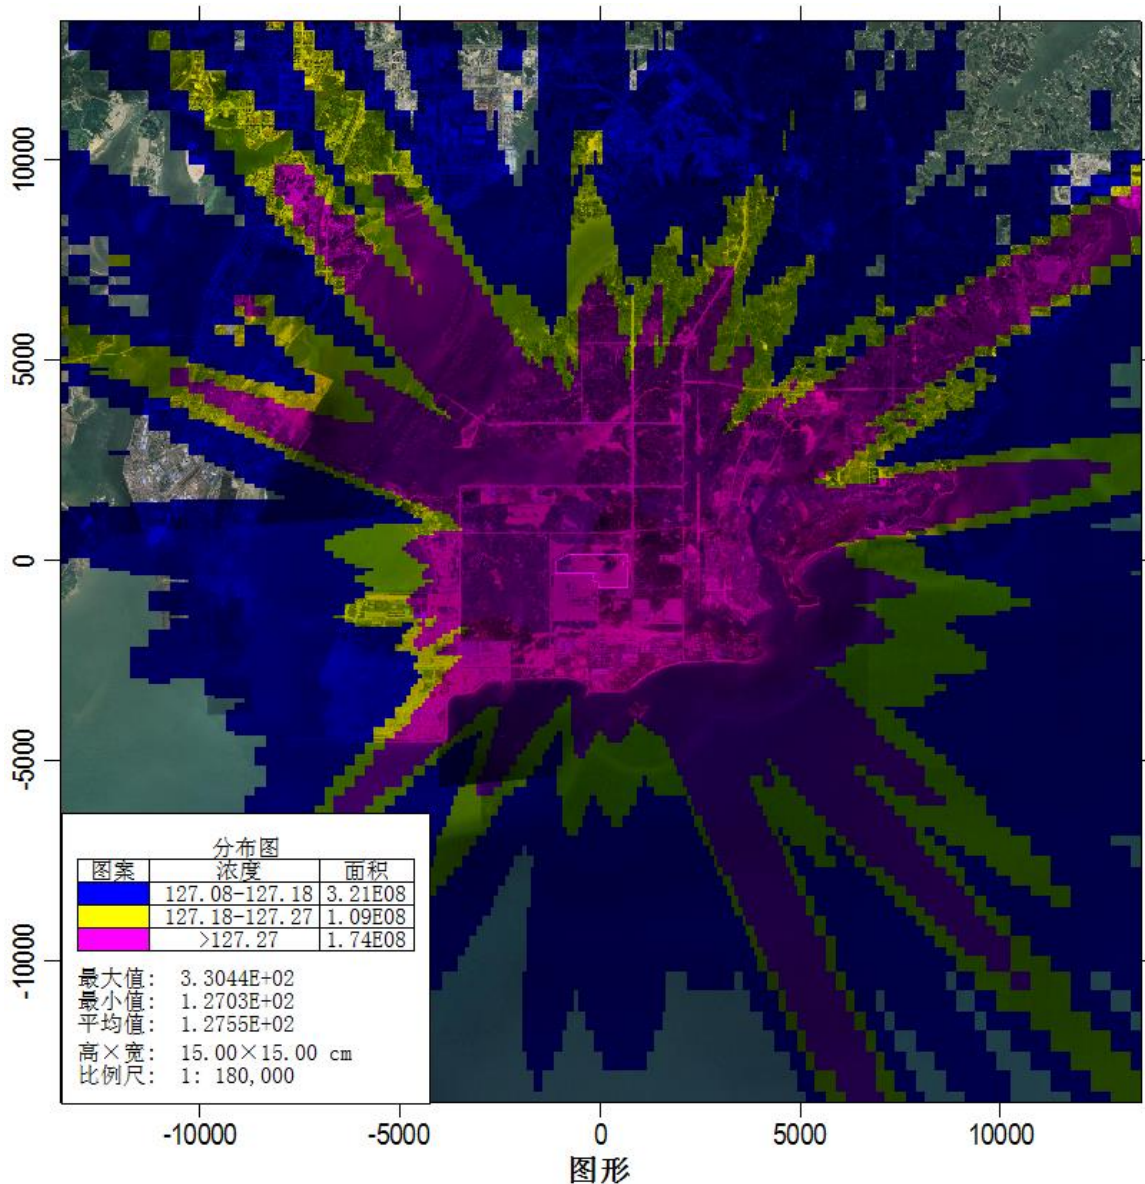 10000
5000
0
-5000
-10000
分布图
图案 浓度 面积
127.08-127.18 3.21E08
127.18-127.27 1.09E08
>127.27 1.74E08
最大值: 3.3044E+02
最小值: 1.2703E+02
平均值: 1.2755E+02
高×宽: 15.00×15.00 cm
比例尺: 1: 180,000
-10000 -5000 0 5000 10000
图形